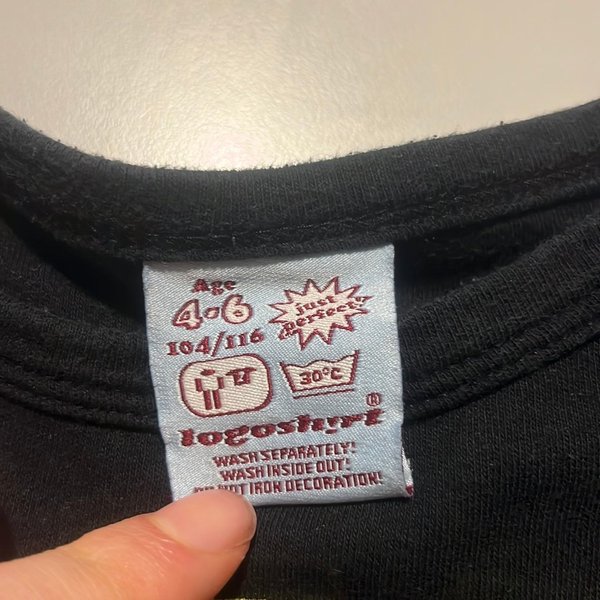 Age
4-6
just
perfect!
104/116
30°C
logoshirt®
WASH SEPARATELY!
WASH INSIDE OUT!
DO NOT IRON DECORATION!